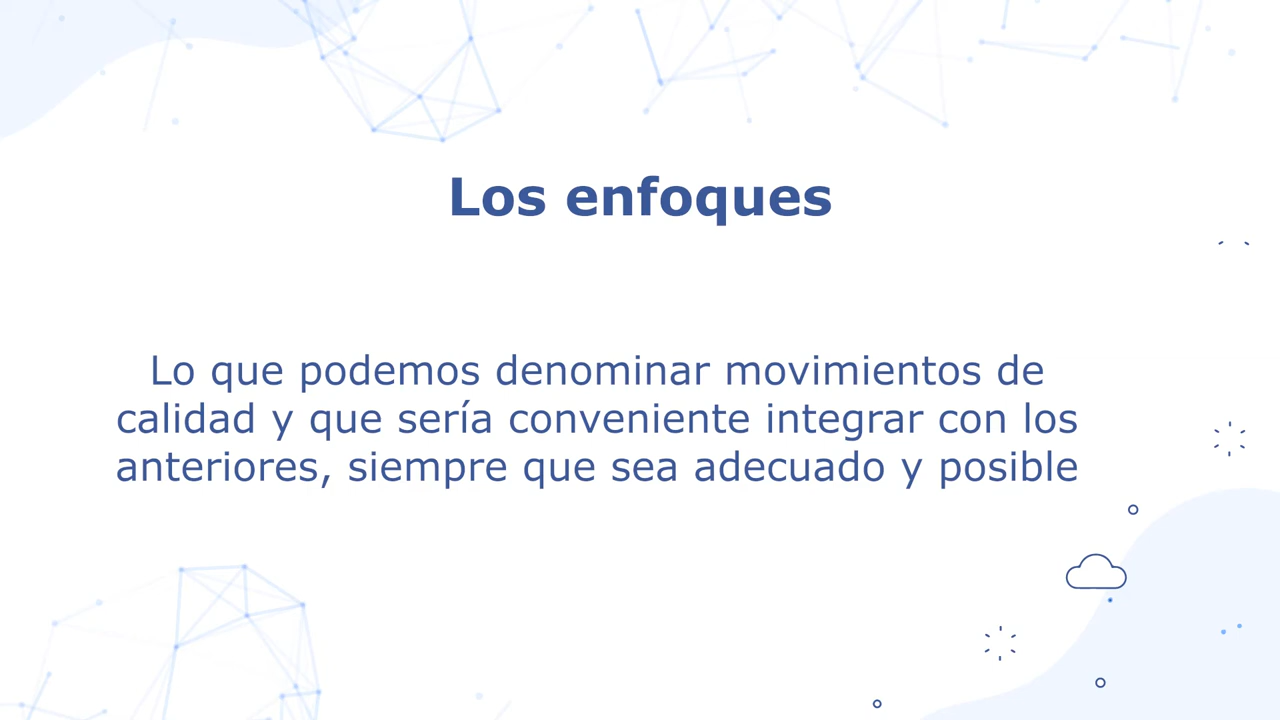 Los enfoques
Lo que podemos denominar movimientos de
calidad y que sería conveniente integrar con los
anteriores, siempre que sea adecuado y posible